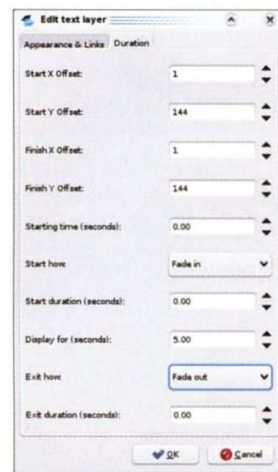 Edit text layer
Appearance & Links Duration
Start X Offset: 1
Start Y Offset: 144
Finish X Offset: 1
Finish Y Offset: 144
Starting time (seconds): 0.00
Start how: Fade in
Start duration (seconds): 0.00
Display for (seconds): 5.00
Exit how: Fade out
Exit duration (seconds): 0.00
OK Cancel